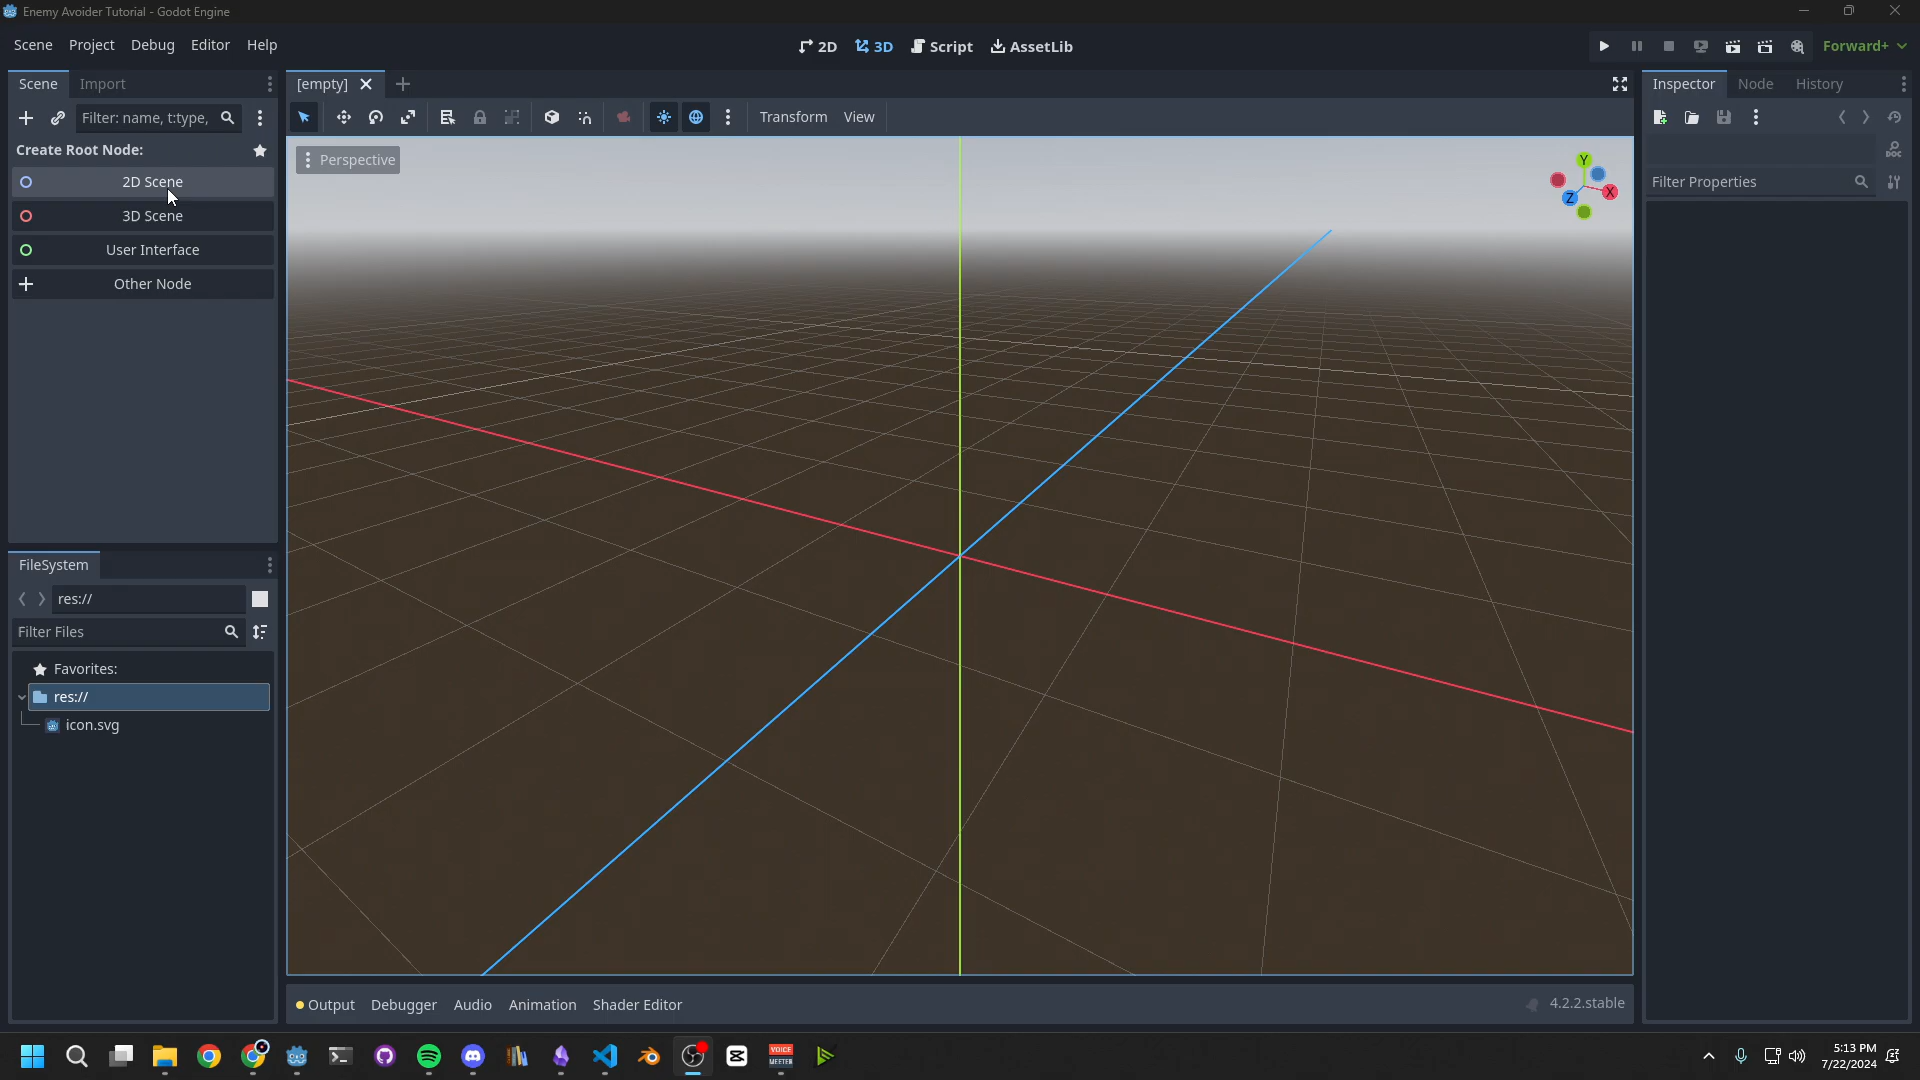 Enemy Avoider Tutorial - Godot Engine
Scene Project Debug Editor Help
2D 3D Script AssetLib
Forward+
Scene Import
[empty]
Inspector Node History
Filter: name, t:type,
Transform View
Create Root Node:
2D Scene
3D Scene
User Interface
Other Node
Perspective
Y
X
Z
DOC
Filter Properties
FileSystem
res://
Filter Files
Favorites:
res://
icon.svg
Output Debugger Audio Animation Shader Editor
4.2.2.stable
VOICE
MEETER
5:13 PM
7/22/2024